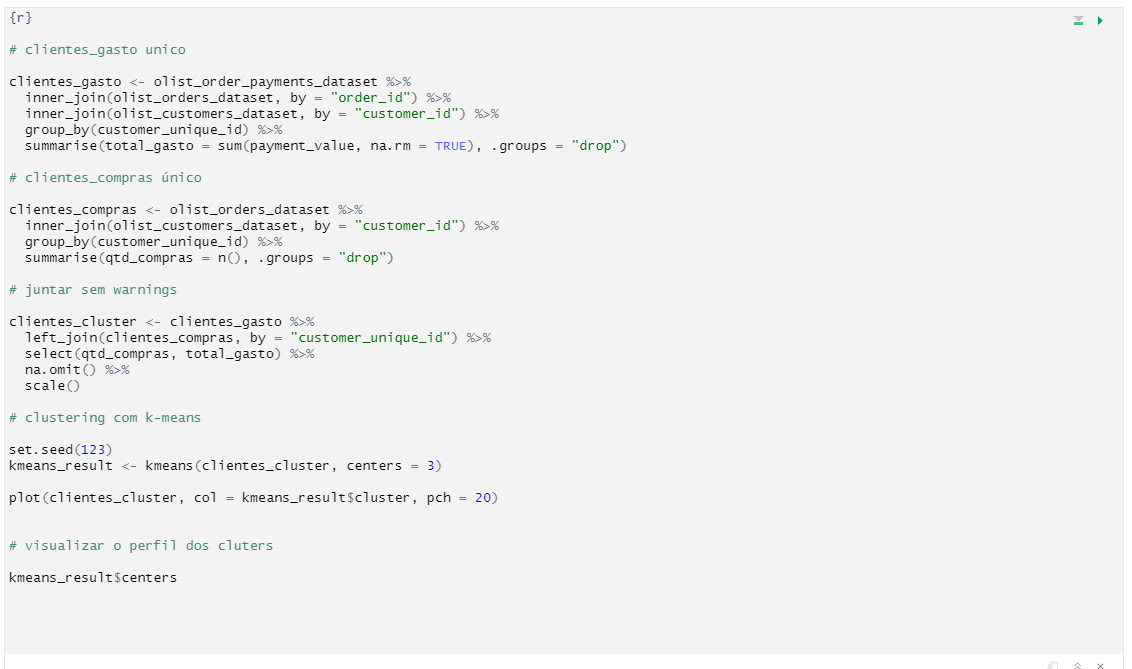 {r}
# clientes_gasto unico
clientes_gasto <- olist_order_payments_dataset %>%
  inner_join(olist_orders_dataset, by = "order_id") %>%
  inner_join(olist_customers_dataset, by = "customer_id") %>%
  group_by(customer_unique_id) %>%
  summarise(total_gasto = sum(payment_value, na.rm = TRUE), .groups = "drop")
# clientes_compras único
clientes_compras <- olist_orders_dataset %>%
  inner_join(olist_customers_dataset, by = "customer_id") %>%
  group_by(customer_unique_id) %>%
  summarise(qtd_compras = n(), .groups = "drop")
# juntar sem warnings
clientes_cluster <- clientes_gasto %>%
  left_join(clientes_compras, by = "customer_unique_id") %>%
  select(qtd_compras, total_gasto) %>%
  na.omit() %>%
  scale()
# clustering com k-means
set.seed(123)
kmeans_result <- kmeans(clientes_cluster, centers = 3)
plot(clientes_cluster, col = kmeans_result$cluster, pch = 20)
# visualizar o perfil dos cluters
kmeans_result$centers